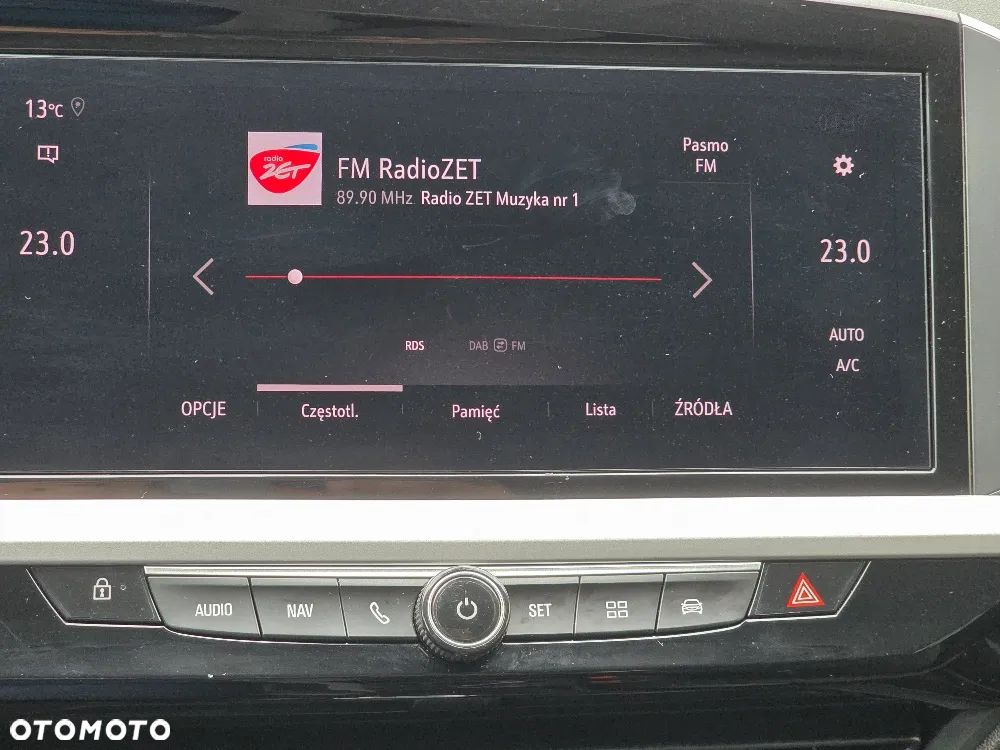 13°C
23.0
radio
ZET
FM RadioZET
89.90 MHz Radio ZET Muzyka nr 1
Pasmo
FM
23.0
AUTO
A/C
RDS
DAB FM
OPCJE
Częstotl.
Pamięć
Lista
ŹRÓDŁA
AUDIO
NAV
SET
OTOMOTO